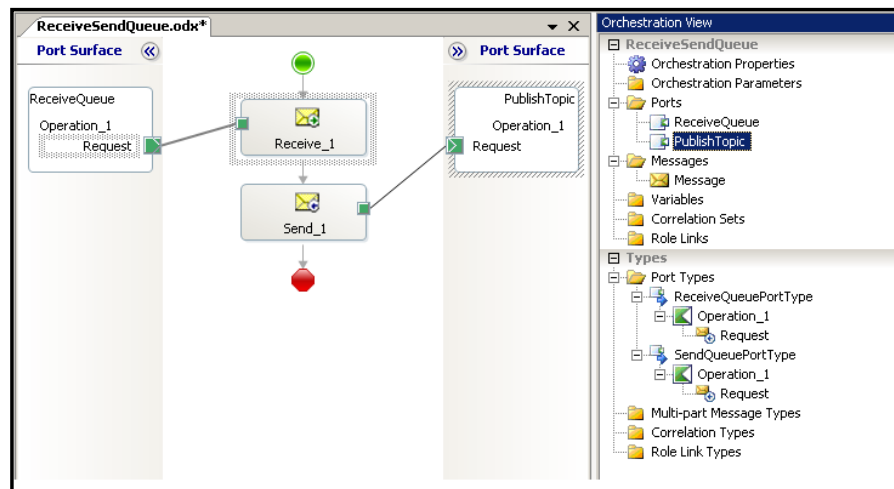 ReceiveSendQueue.odx*
Port Surface
Port Surface
ReceiveQueue
Operation_1
Request
Receive_1
Send_1
PublishTopic
Operation_1
Request
Orchestration View
ReceiveSendQueue
Orchestration Properties
Orchestration Parameters
Ports
ReceiveQueue
PublishTopic
Messages
Message
Variables
Correlation Sets
Role Links
Types
Port Types
ReceiveQueuePortType
Operation_1
Request
SendQueuePortType
Operation_1
Request
Multi-part Message Types
Correlation Types
Role Link Types